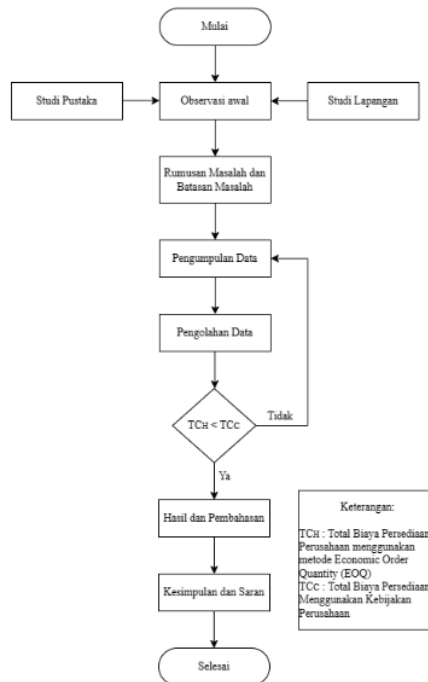 Mulai
Studi Pustaka
Observasi awal
Studi Lapangan
Rumusan Masalah dan
Batasan Masalah
Pengumpulan Data
Pengolahan Data
TCH < TCC
Tidak
Ya
Hasil dan Pembahasan
Kesimpulan dan Saran
Selesai
Keterangan:
TCH : Total Biaya Persediaan
Perusahaan menggunakan
metode Economic Order
Quantity (EOQ)
TCC : Total Biaya Persediaan
Menggunakan Kebijakan
Perusahaan